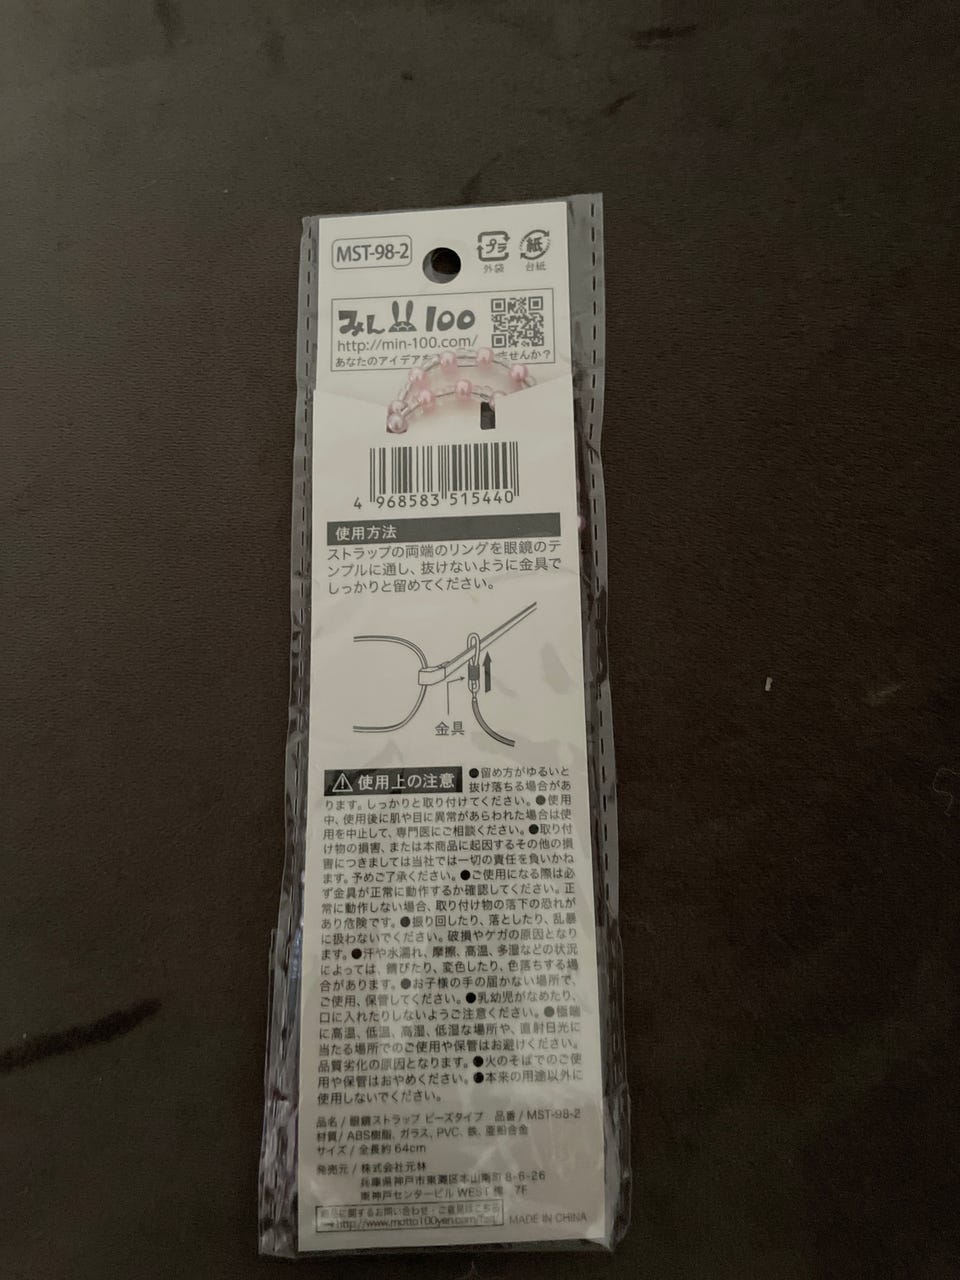 MST-98-2
プラ
外袋
紙
台紙
みん 100
http://min-100.com/
あなたのアイデアを
せんか?
4 968583 515440
使用方法
ストラップの両端のリングを眼鏡のテ
ンプルに通し、抜けないように金具で
しっかりと留めてください。
金具
使用上の注意 ●留め方がゆるいと
抜け落ちる場合があ
ります。しっかりと取り付けてください。●使用
中、使用後に肌や目に異常があらわれた場合は使
用を中止して、専門医にご相談ください。●取り付
け物の損害、または本商品に起因するその他の損
害につきましては当社では一切の責任を負いかね
ます。予めご了承ください。●ご使用になる際は必
ず金具が正常に動作するか確認してください。正
常に動作しない場合、取り付け物の落下の恐れが
あり危険です。●振り回したり、落としたり、乱暴
に扱わないでください。破損やケガの原因となり
ます。●汗や水濡れ、摩擦、高温、多湿などの状況
によっては、錆びたり、変色したり、色落ちする場
合があります。●お子様の手の届かない場所で、
ご使用、保管してください。●乳幼児がなめたり、
口に入れたりしないようご注意ください。●極端
に高温、低温、高湿、低湿な場所や、直射日光に
当たる場所でのご使用や保管はお避けください。
品質劣化の原因となります。●火のそばでのご使
用や保管はおやめください。●本来の用途以外に
使用しないでください。
品名/眼鏡ストラップ ビーズタイプ 品番/MST-98-2
材質/ABS樹脂、ガラス、PVC、鉄、亜鉛合金
サイズ/全長約64cm
発売元/株式会社元林
兵庫県神戸市東灘区本山南町8-6-26
東神戸センタービル WEST 棟 7F
商品に関するお問い合わせ・ご意見はこちら
→http://www.motto100yen.com/faq MADE IN CHINA